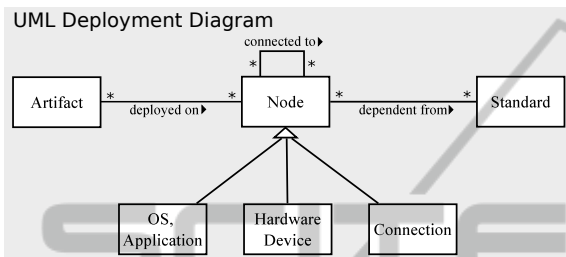 UML Deployment Diagram
connected to
* *
Artifact * deployed on * Node * dependent from * Standard
OS, Application
Hardware Device
Connection